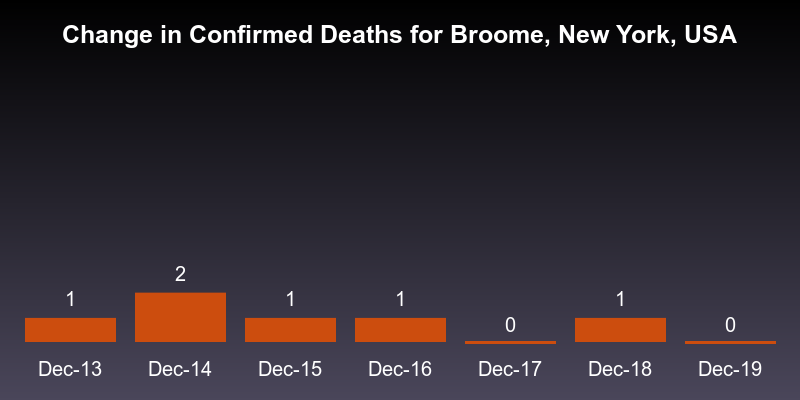 Change in Confirmed Deaths for Broome, New York, USA
2
1 1 1 1
0 0
Dec-13 Dec-14 Dec-15 Dec-16 Dec-17 Dec-18 Dec-19